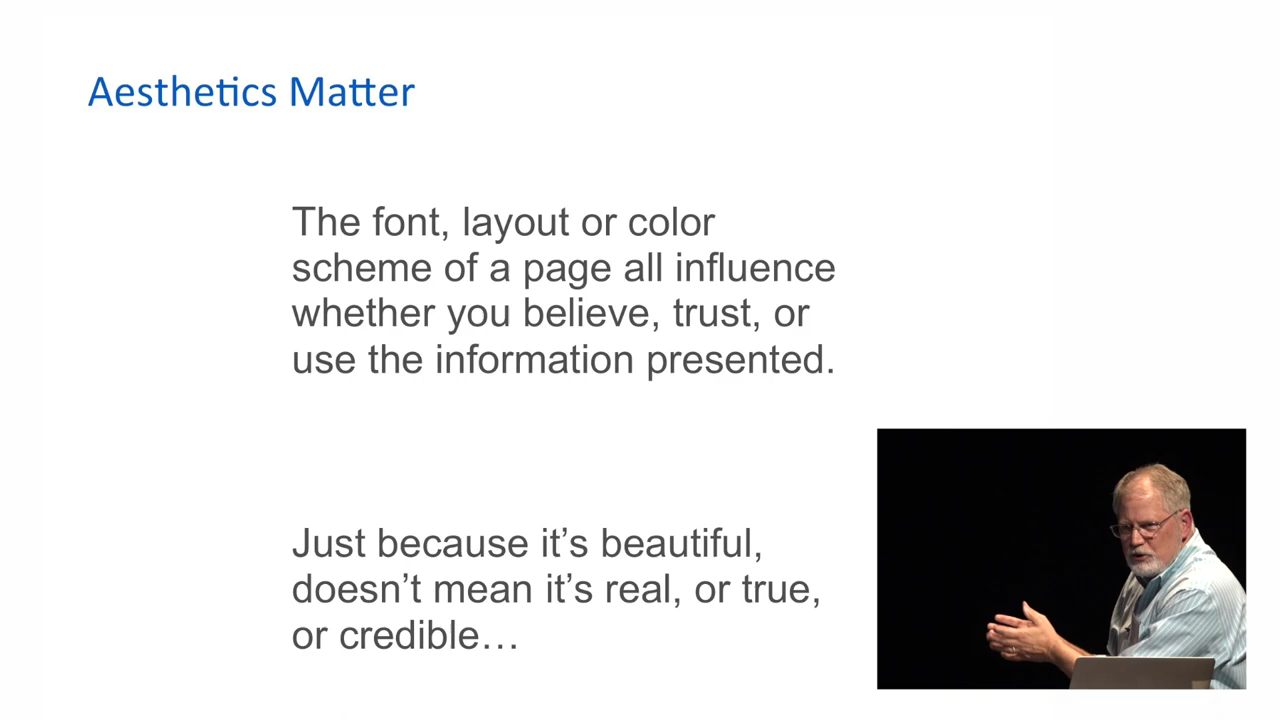 Aesthetics Matter
The font, layout or color
scheme of a page all influence
whether you believe, trust, or
use the information presented.
Just because it’s beautiful,
doesn’t mean it’s real, or true,
or credible…